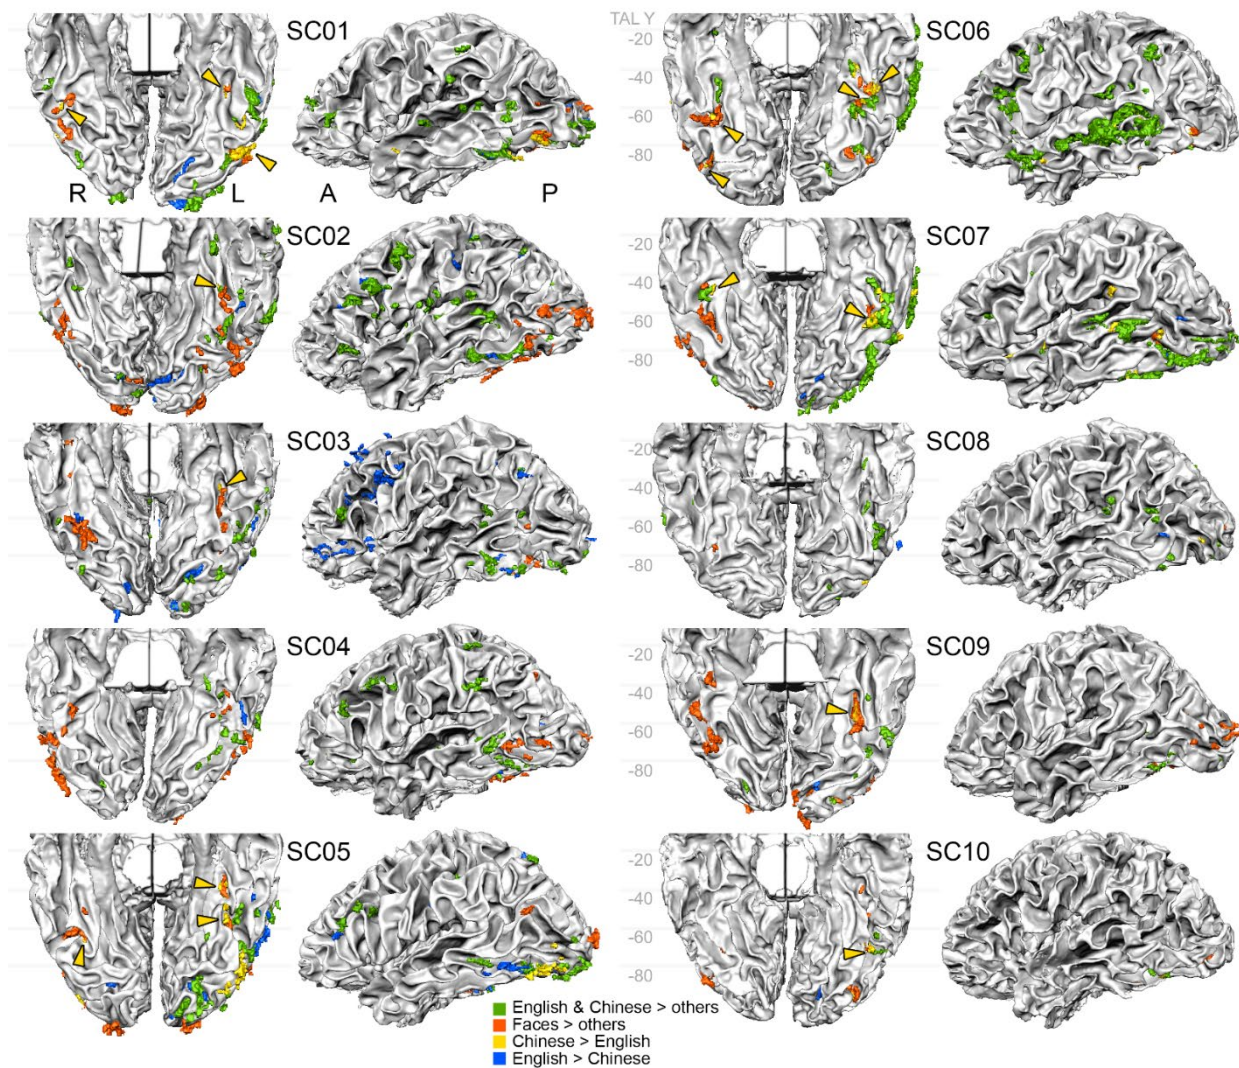 SC01
R L A P
TAL Y
-20
-40
-60
-80
SC06
SC02
-20
-40
-60
-80
SC07
SC03
-20
-40
-60
-80
SC08
SC04
-20
-40
-60
-80
SC09
SC05
-20
-40
-60
-80
SC10
English & Chinese > others
Faces > others
Chinese > English
English > Chinese